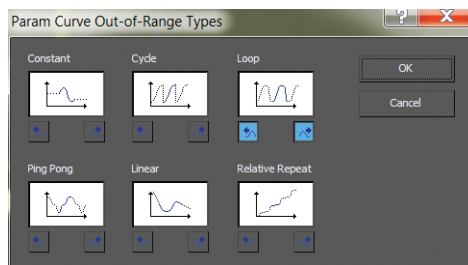 Param Curve Out-of-Range Types
Constant
Cycle
Loop
OK
Cancel
Ping Pong
Linear
Relative Repeat